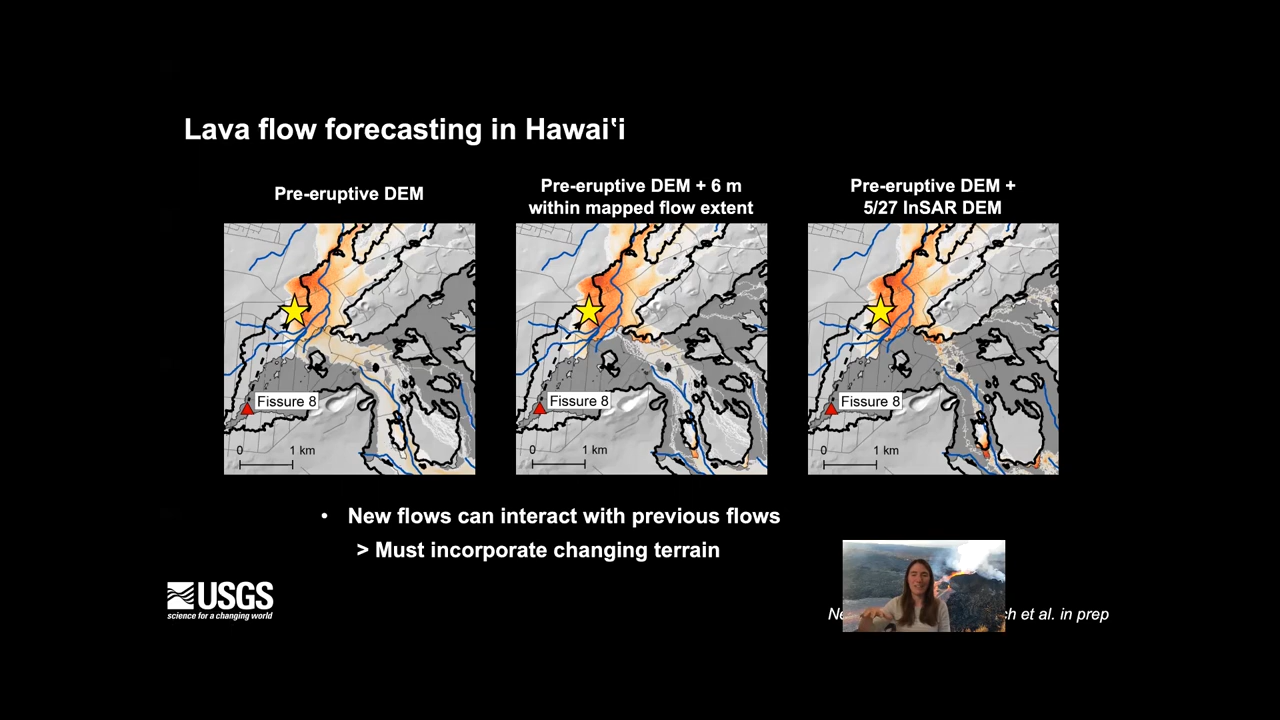 Lava flow forecasting in Hawaiʻi
Pre-eruptive DEM
Pre-eruptive DEM + 6 m
within mapped flow extent
Pre-eruptive DEM +
5/27 InSAR DEM
Fissure 8
0 1 km
Fissure 8
0 1 km
Fissure 8
0 1 km
• New flows can interact with previous flows
> Must incorporate changing terrain
USGS
science for a changing world
et al. in prep